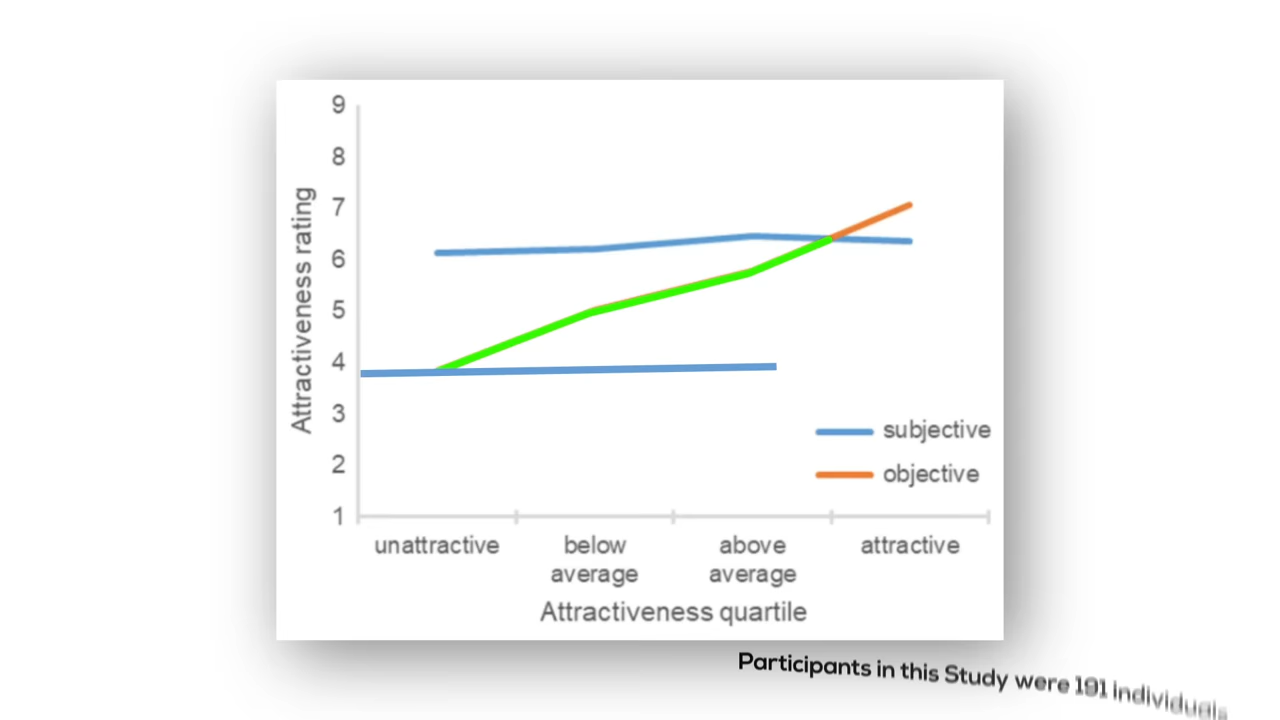 9
8
7
6
5
4
3
2
1
Attractiveness rating
subjective
objective
unattractive
below
average
above
average
attractive
Attractiveness quartile
Participants in this Study were 191 individuals